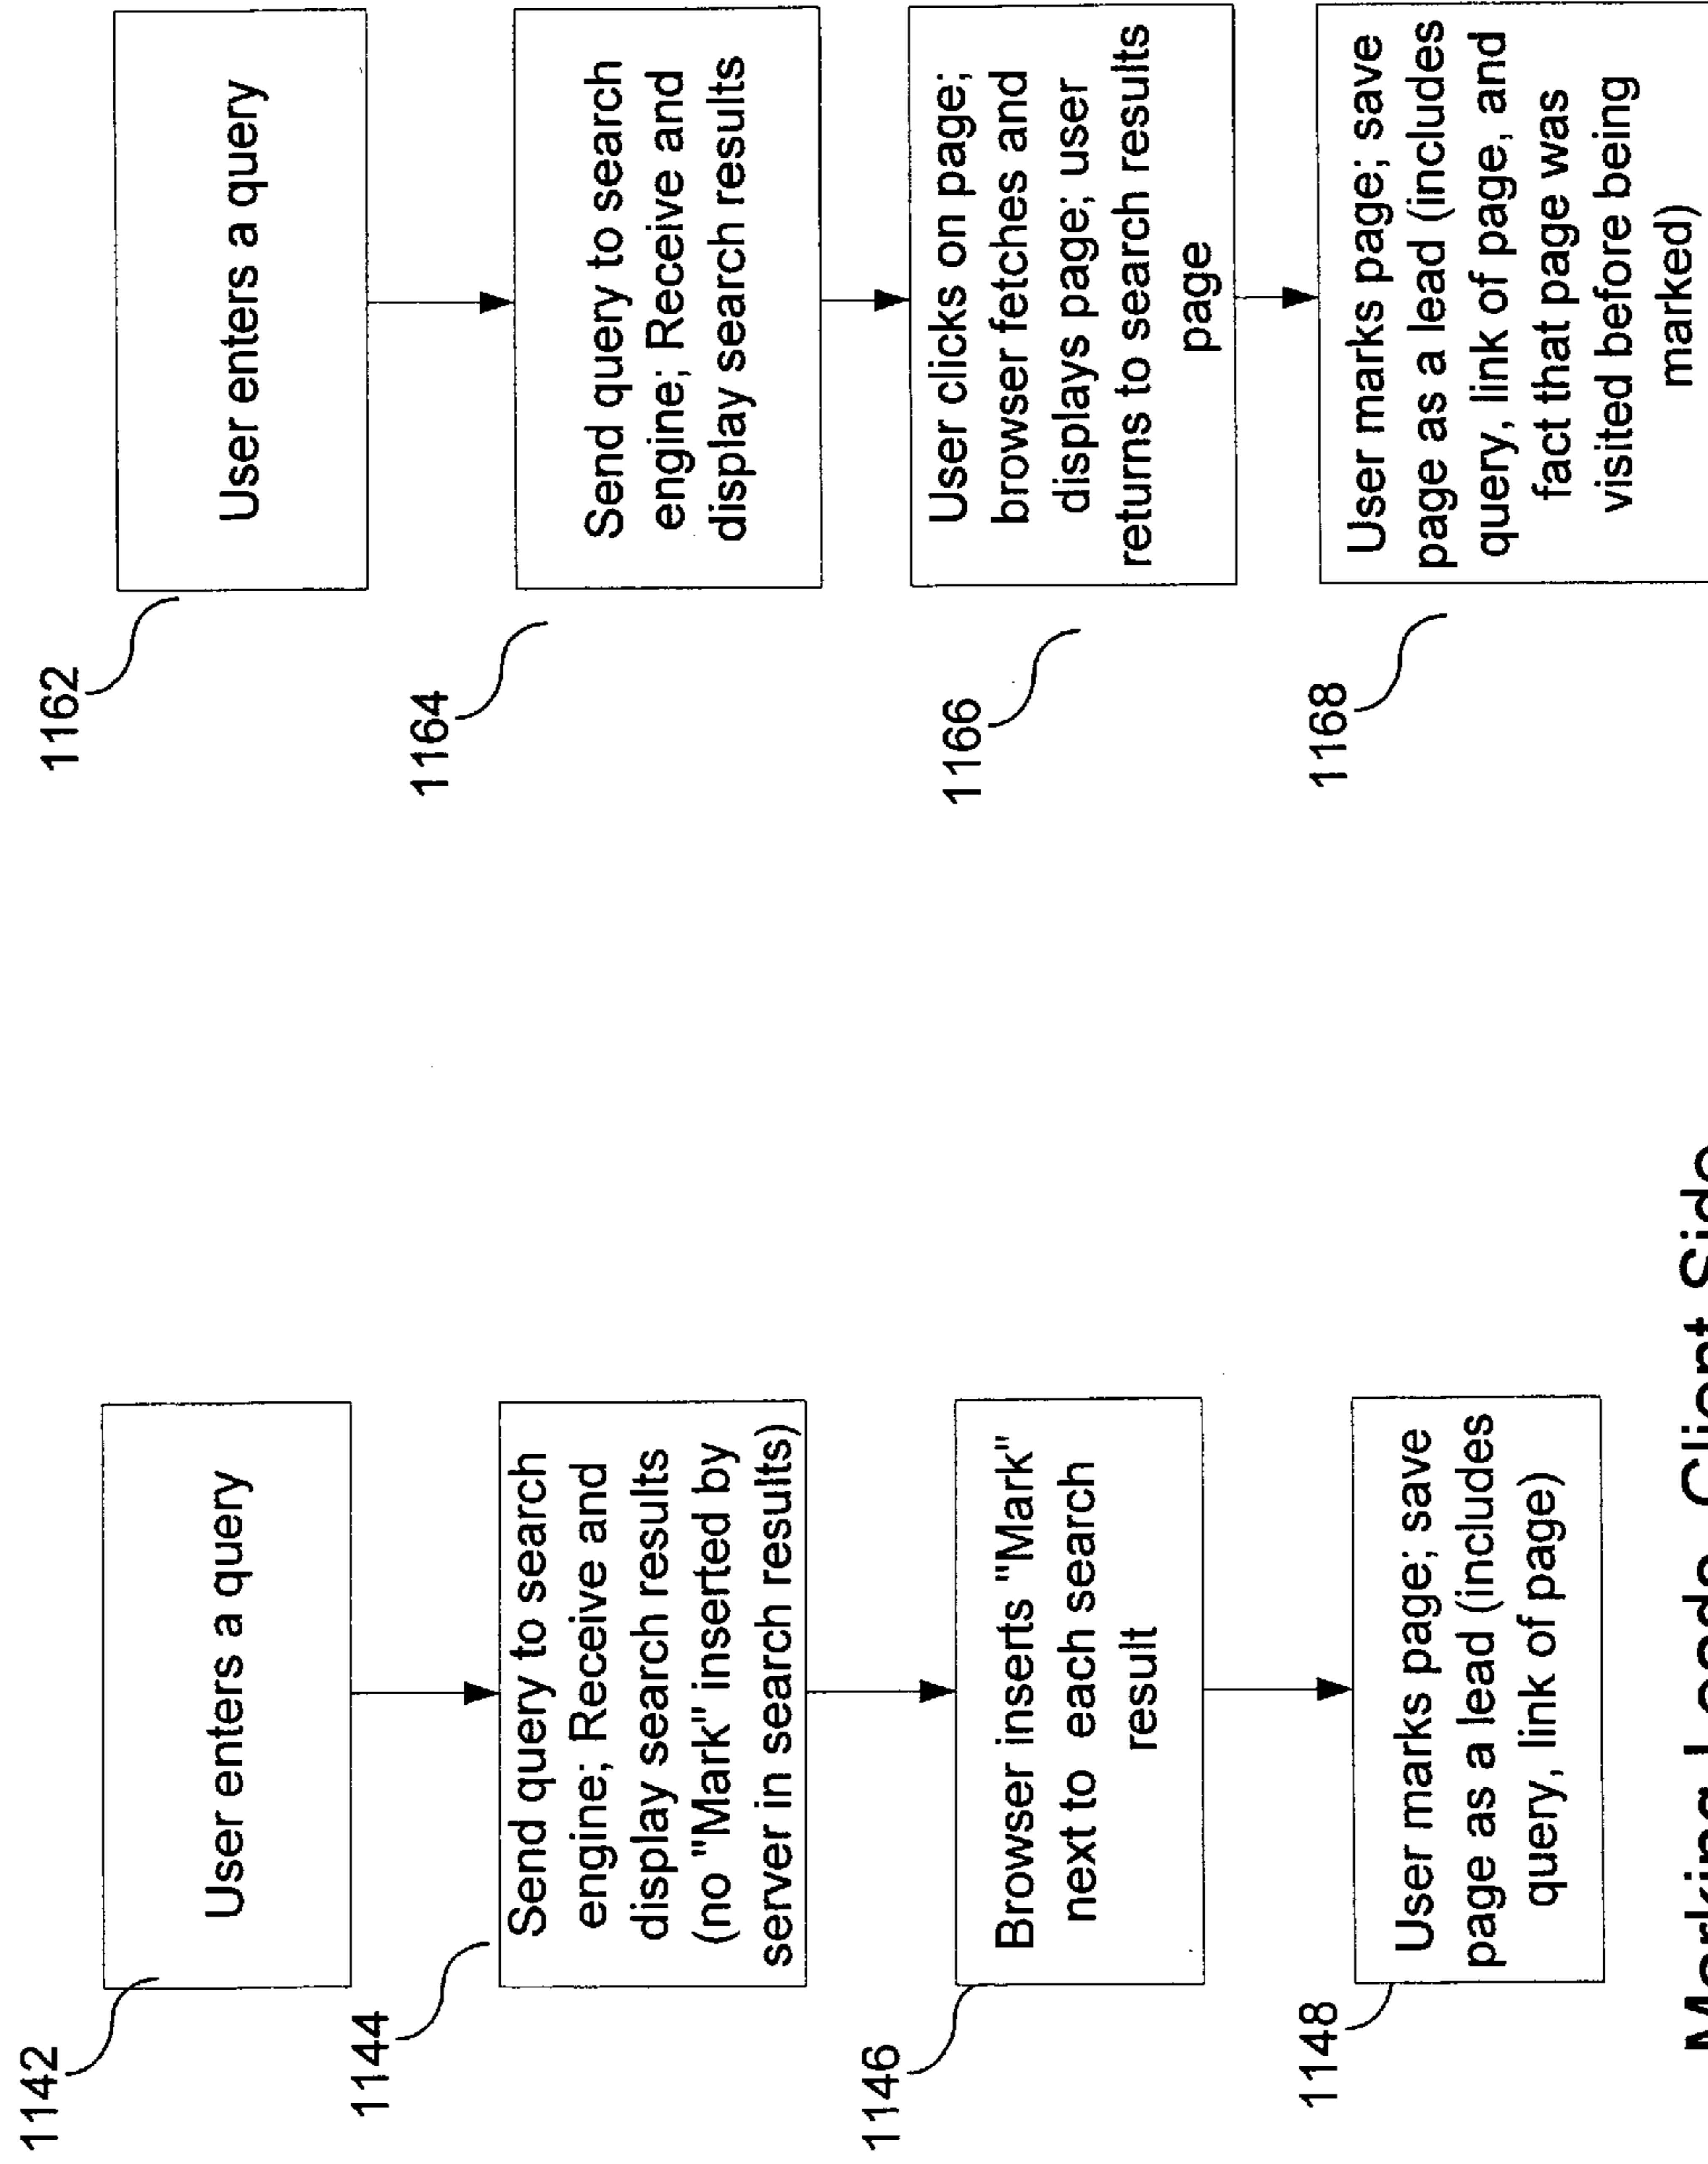 1142
User enters a query
1144
Send query to search
engine; Receive and
display search results
(no "Mark" inserted by
server in search results)
1146
Browser inserts "Mark"
next to each search
result
1148
User marks page; save
page as a lead (includes
query, link of page)
1162
User enters a query
1164
Send query to search
engine; Receive and
display search results
1166
User clicks on page;
browser fetches and
displays page; user
returns to search results
page
1168
User marks page; save
page as a lead (includes
query, link of page, and
fact that page was
visited before being
marked)
Marking Leads Client Side